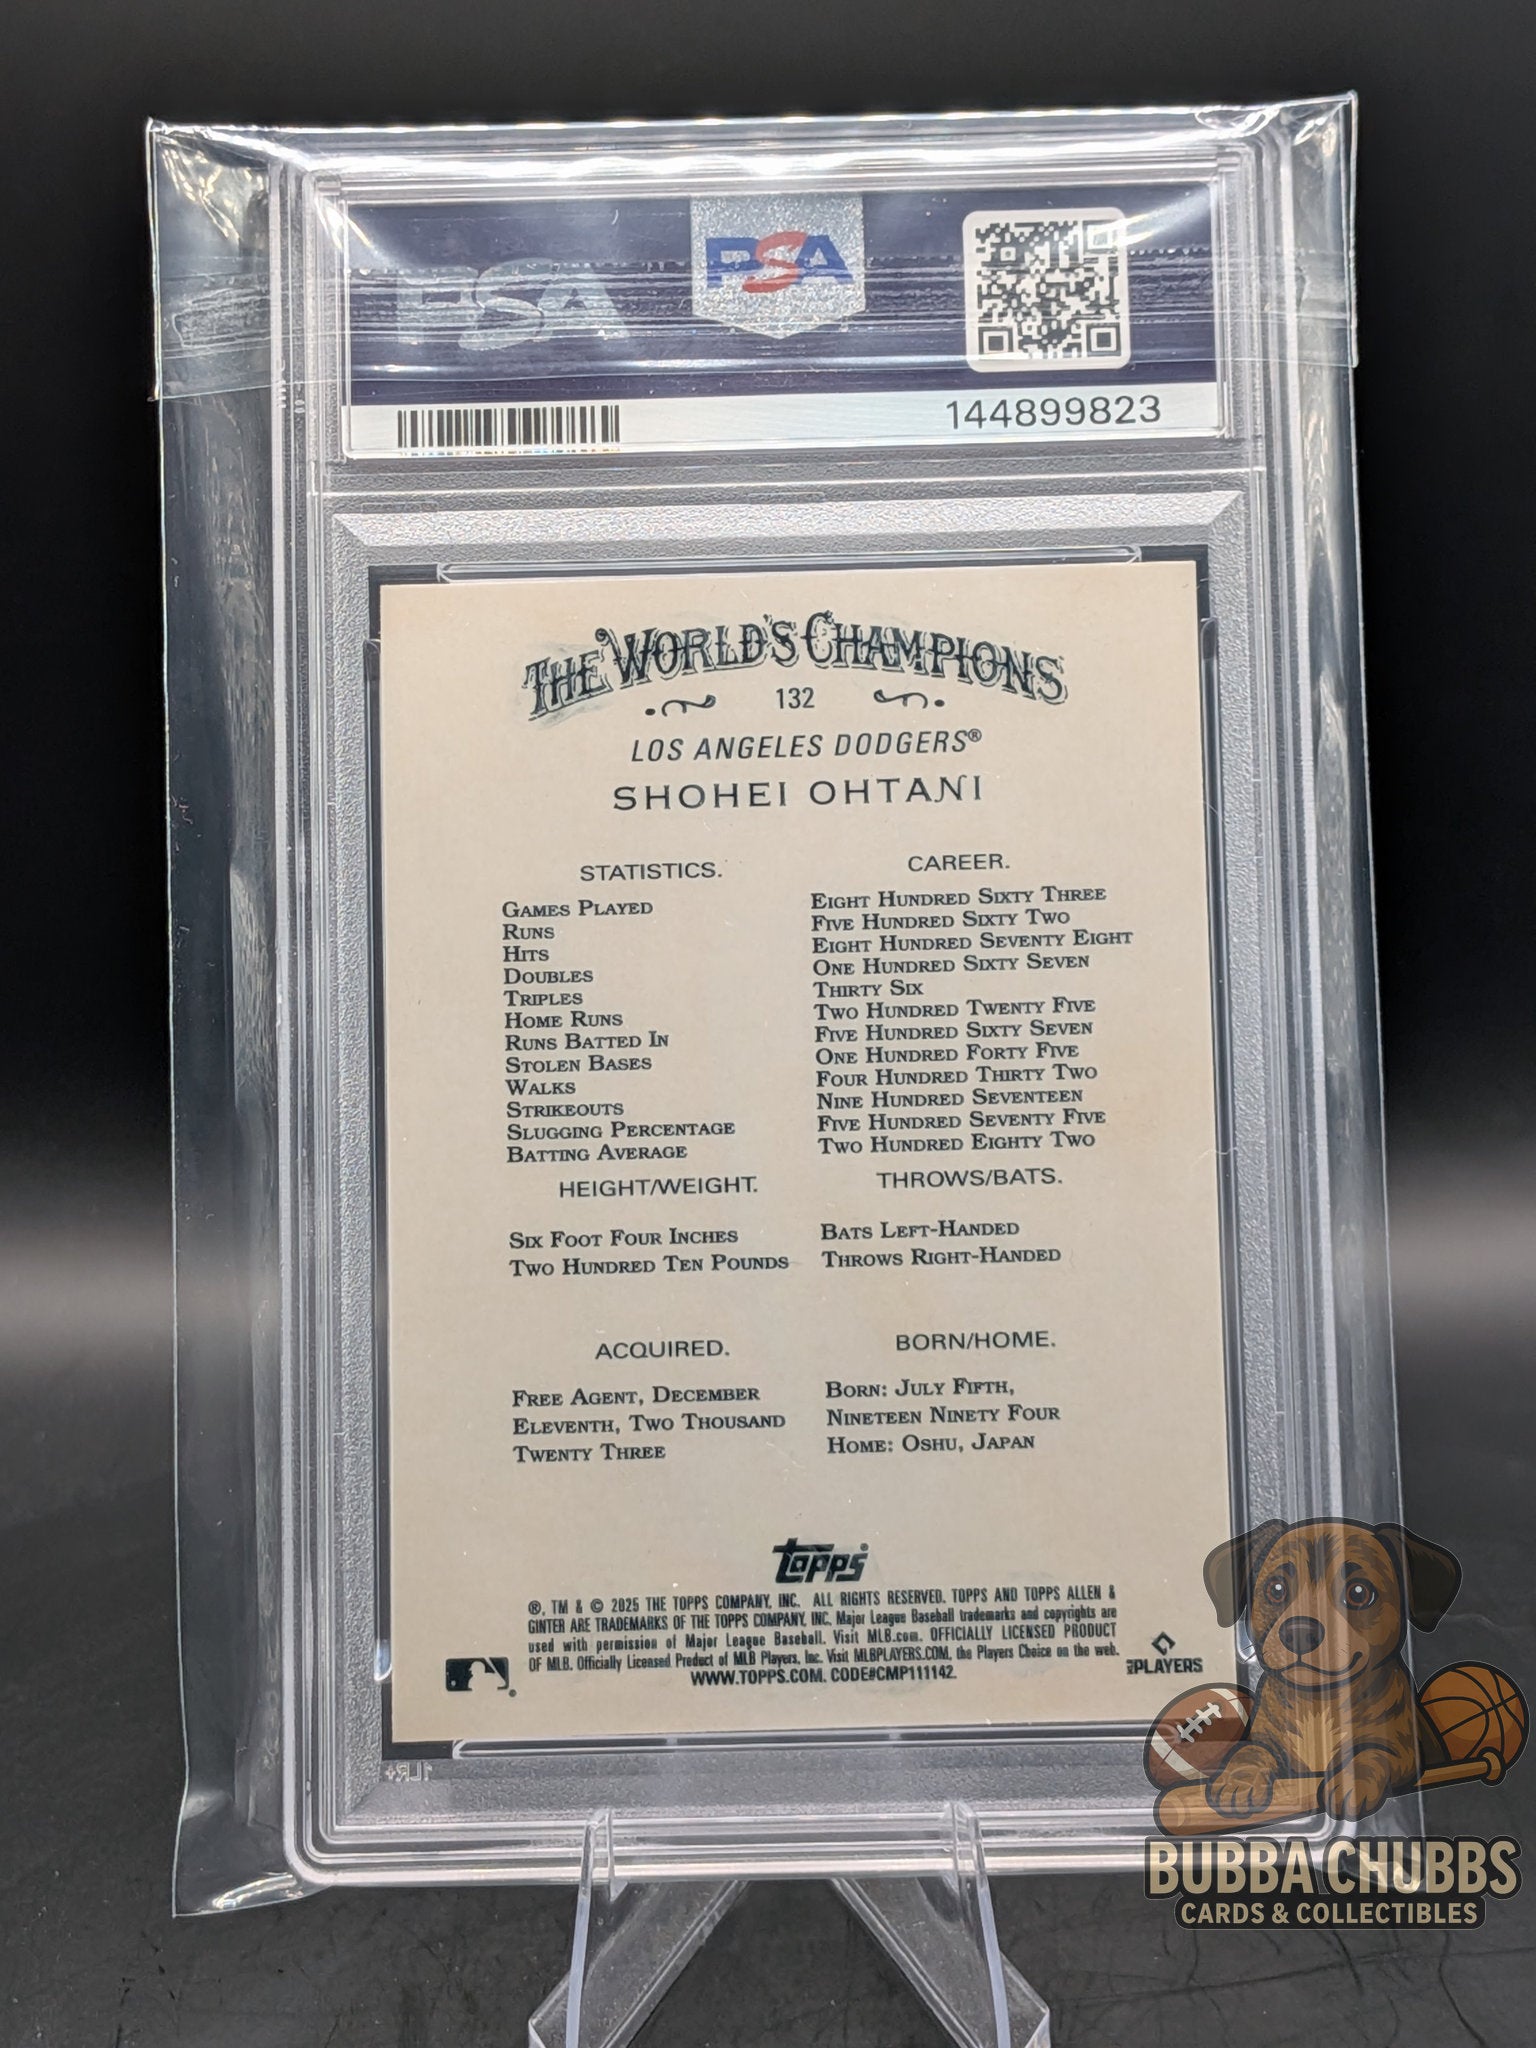 PSA
PSA
144899823
THE WORLD'S CHAMPIONS
132
LOS ANGELES DODGERS®
SHOHEI OHTANI
STATISTICS. CAREER.
GAMES PLAYED EIGHT HUNDRED SIXTY THREE
RUNS FIVE HUNDRED SIXTY TWO
HITS EIGHT HUNDRED SEVENTY EIGHT
DOUBLES ONE HUNDRED SIXTY SEVEN
TRIPLES THIRTY SIX
HOME RUNS TWO HUNDRED TWENTY FIVE
RUNS BATTED IN FIVE HUNDRED SIXTY SEVEN
STOLEN BASES ONE HUNDRED FORTY FIVE
WALKS FOUR HUNDRED THIRTY TWO
STRIKEOUTS NINE HUNDRED SEVENTEEN
SLUGGING PERCENTAGE FIVE HUNDRED SEVENTY FIVE
BATTING AVERAGE TWO HUNDRED EIGHTY TWO
HEIGHT/WEIGHT. THROWS/BATS.
SIX FOOT FOUR INCHES BATS LEFT-HANDED
TWO HUNDRED TEN POUNDS THROWS RIGHT-HANDED
ACQUIRED. BORN/HOME.
FREE AGENT, DECEMBER BORN: JULY FIFTH,
ELEVENTH, TWO THOUSAND NINETEEN NINETY FOUR
TWENTY THREE HOME: OSHU, JAPAN
topps®
®, TM & © 2025 THE TOPPS COMPANY, INC. ALL RIGHTS RESERVED. TOPPS AND TOPPS ALLEN &
GINTER ARE TRADEMARKS OF THE TOPPS COMPANY, INC. Major League Baseball trademarks and copyrights are
used with permission of Major League Baseball. Visit MLB.com. OFFICIALLY LICENSED PRODUCT
OF MLB. Officially Licensed Product of MLB Players, Inc. Visit MLBPLAYERS.COM, the Players Choice on the web.
WWW.TOPPS.COM. CODE#CMP111142.
PLAYERS
BUBBA CHUBBS
CARDS & COLLECTIBLES